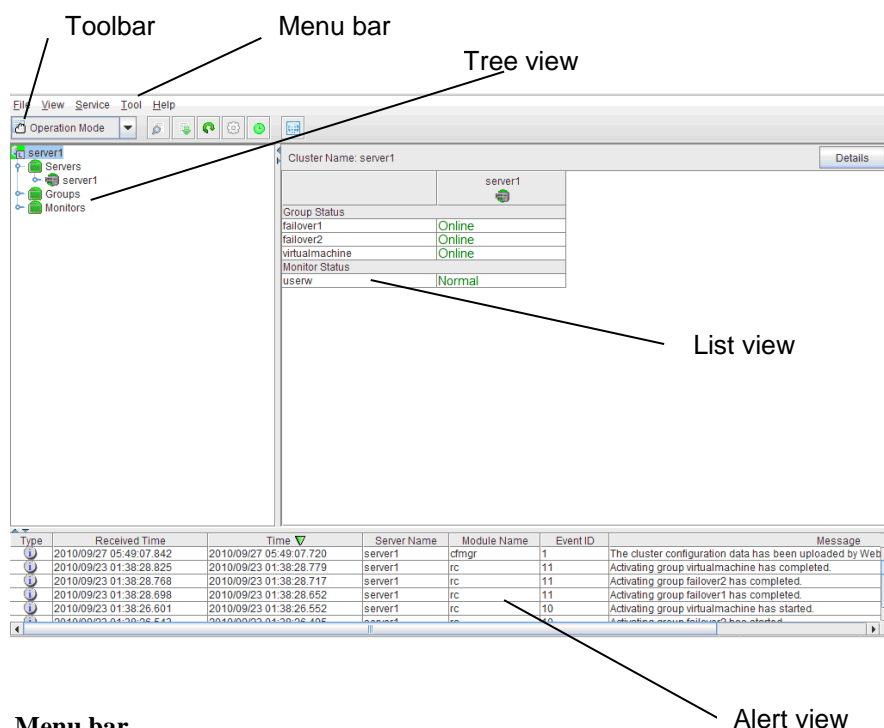 Toolbar
Menu bar
Tree view
File View Service Tool Help
Operation Mode
server1
Servers
server1
Groups
Monitors
Cluster Name: server1
Details
server1
Group Status
failover1 Online
failover2 Online
virtualmachine Online
Monitor Status
userw Normal
List view
Type Received Time Time Server Name Module Name Event ID Message
2010/09/27 05:49:07.842 2010/09/27 05:49:07.720 server1 cfmgr 1 The cluster configuration data has been uploaded by Web
2010/09/23 01:38:28.825 2010/09/23 01:38:28.779 server1 rc 11 Activating group virtualmachine has completed.
2010/09/23 01:38:28.768 2010/09/23 01:38:28.717 server1 rc 11 Activating group failover2 has completed.
2010/09/23 01:38:28.698 2010/09/23 01:38:28.652 server1 rc 11 Activating group failover1 has completed.
2010/09/23 01:38:26.601 2010/09/23 01:38:26.552 server1 rc 10 Activating group virtualmachine has started.
Alert view
Menu bar